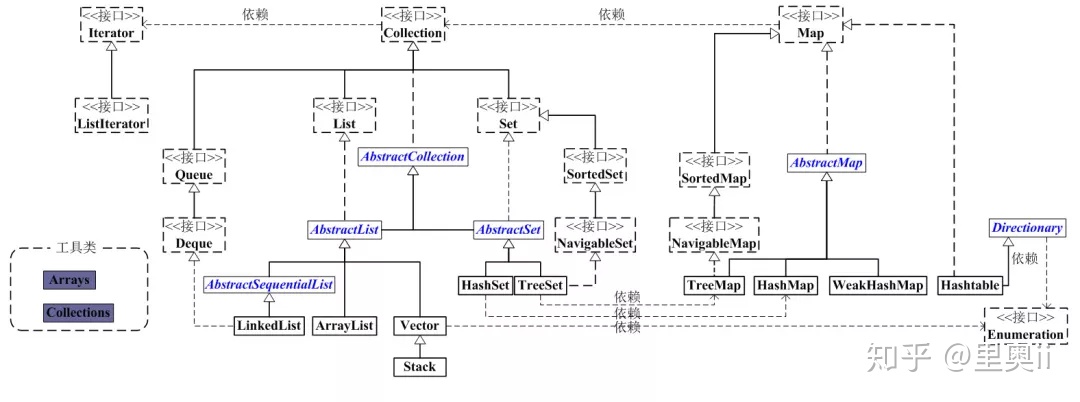 <<接口>>
Iterator
依赖
<<接口>>
Collection
依赖
<<接口>>
Map
<<接口>>
ListIterator
<<接口>>
List
<<接口>>
Set
<<接口>>
Queue
AbstractCollection
<<接口>>
SortedSet
<<接口>>
SortedMap
AbstractMap
<<接口>>
Deque
AbstractList
AbstractSet
<<接口>>
NavigableSet
<<接口>>
NavigableMap
Directionary
依赖
工具类
Arrays
Collections
AbstractSequentialList
HashSet
TreeSet
依赖
TreeMap
HashMap
WeakHashMap
Hashtable
依赖
LinkedList
ArrayList
Vector
依赖
<<接口>>
Enumeration
Stack
知乎 @里奥ii